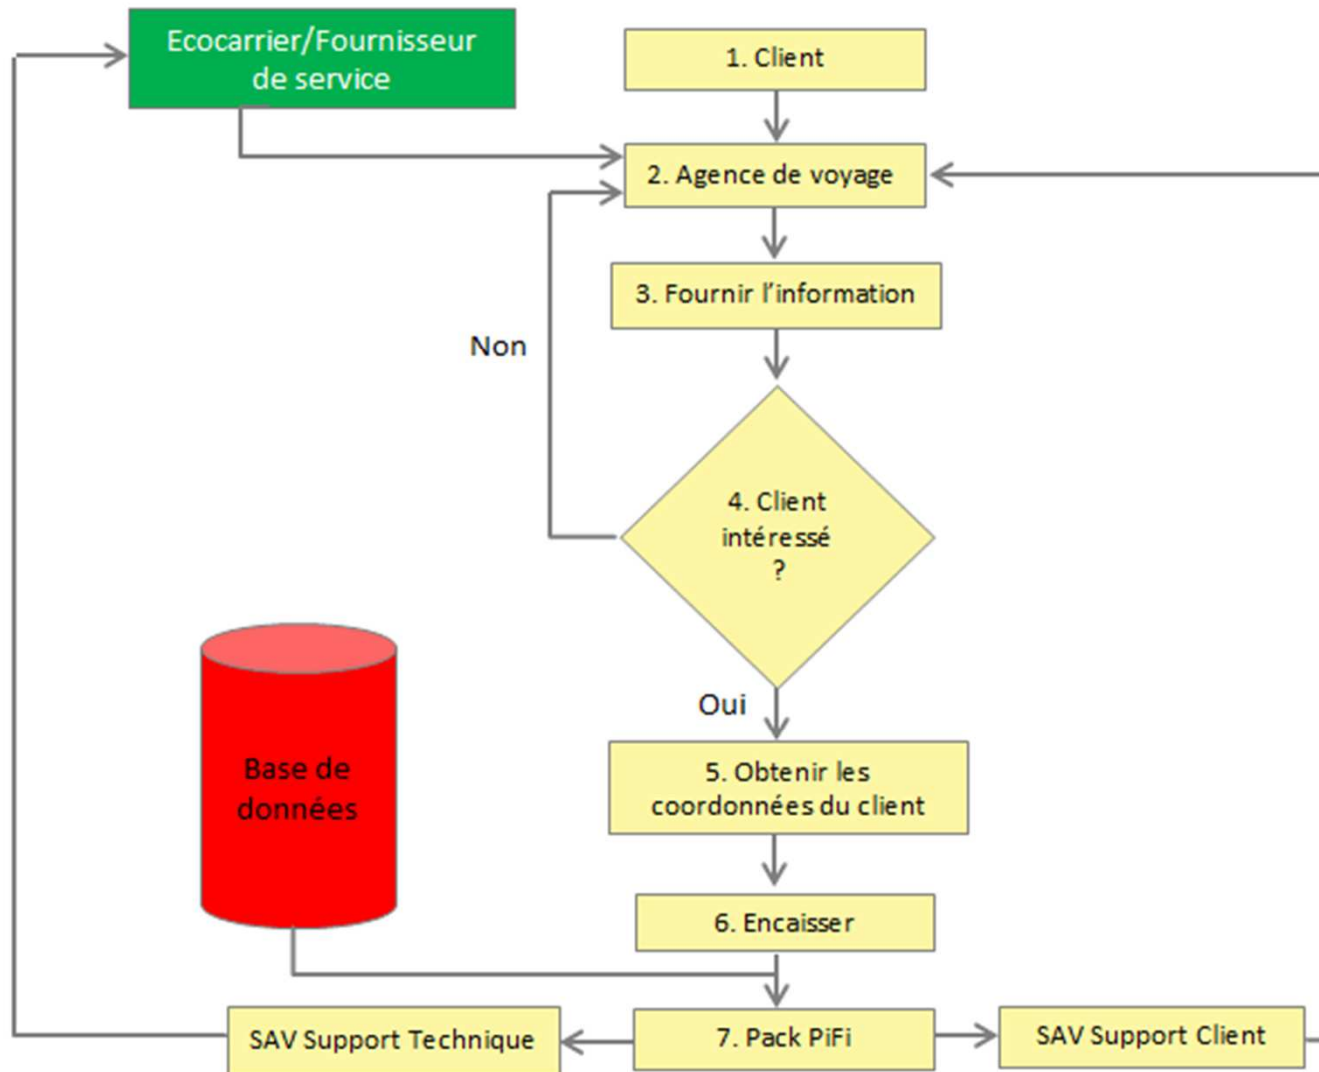 Ecocarrier/Fournisseur
de service
1. Client
2. Agence de voyage
3. Fournir l'information
Non
4. Client
intéressé
?
Oui
5. Obtenir les
coordonnées du client
Base de
données
6. Encaisser
SAV Support Technique
7. Pack PiFi
SAV Support Client